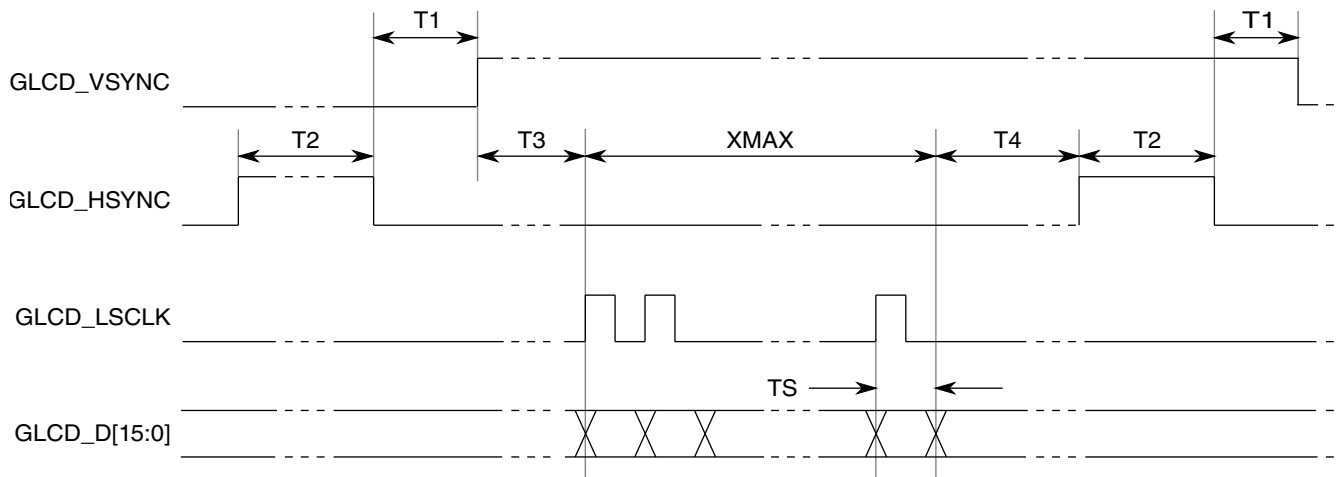 T1
T1
GLCD_VSYNC
T2
T3
XMAX
T4
T2
GLCD_HSYNC
GLCD_LSCLK
TS
GLCD_D[15:0]